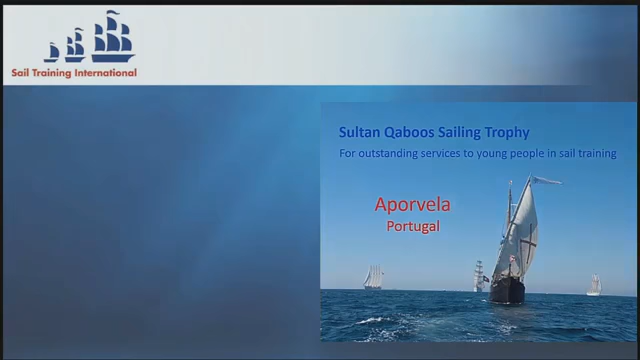 Sail Training International
Sultan Qaboos Sailing Trophy
For outstanding services to young people in sail training
Aporvela
Portugal